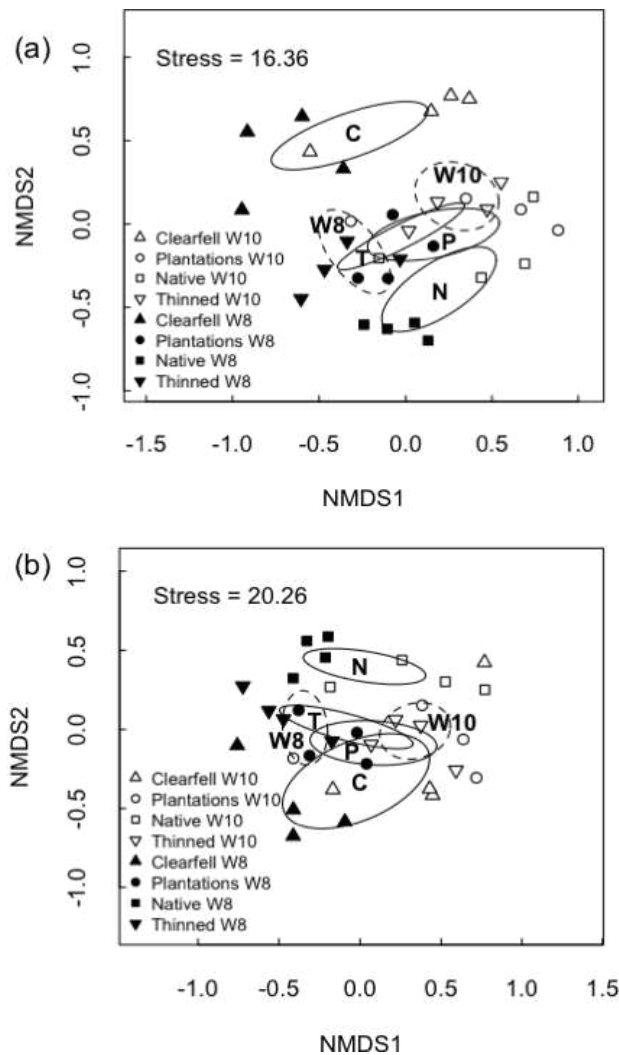 (a)
Stress = 16.36
1.0
0.5
0.0
-0.5
-1.0
NMDS2
C
W10
W8
T
P
N
Clearfell W10
Plantations W10
Native W10
Thinned W10
Clearfell W8
Plantations W8
Native W8
Thinned W8
-1.5 -1.0 -0.5 0.0 0.5 1.0
NMDS1
(b)
Stress = 20.26
1.0
0.5
0.0
-0.5
-1.0
NMDS2
N
T
W10
W8
P
C
Clearfell W10
Plantations W10
Native W10
Thinned W10
Clearfell W8
Plantations W8
Native W8
Thinned W8
-1.0 -0.5 0.0 0.5 1.0 1.5
NMDS1